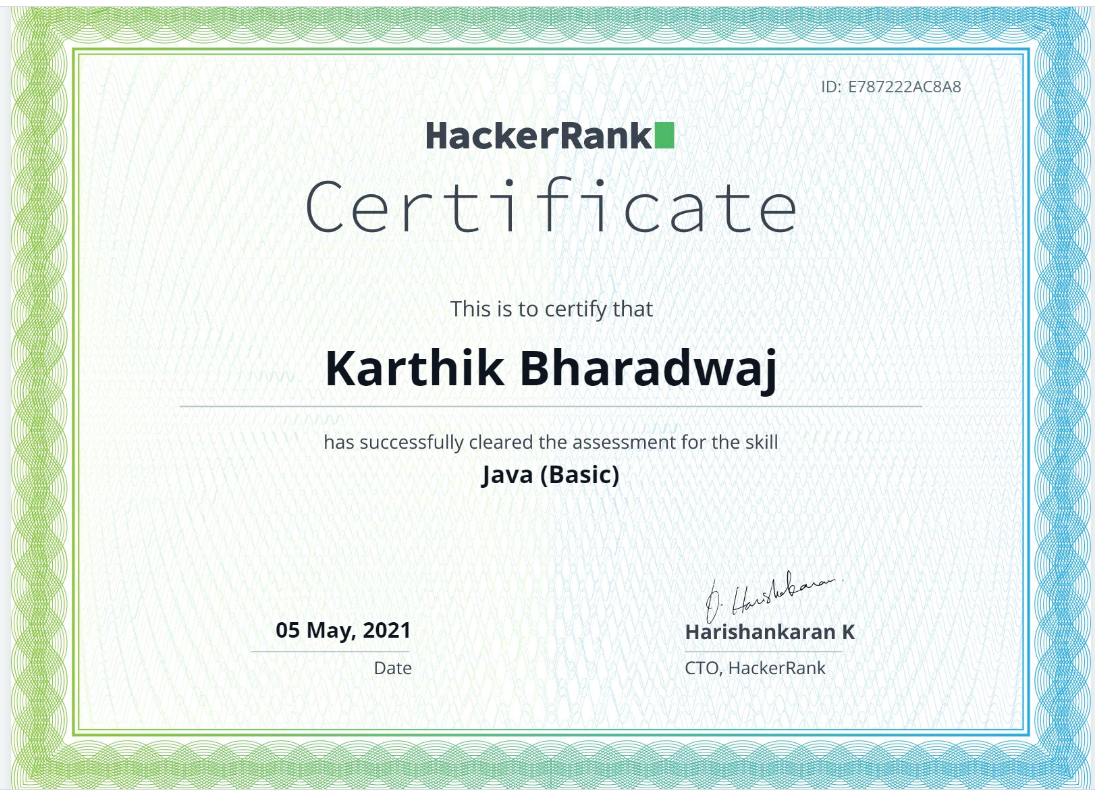 ID: E787222AC8A8
HackerRank
Certificate
This is to certify that
Karthik Bharadwaj
has successfully cleared the assessment for the skill
Java (Basic)
05 May, 2021
Date
Harishankaran K
CTO, HackerRank